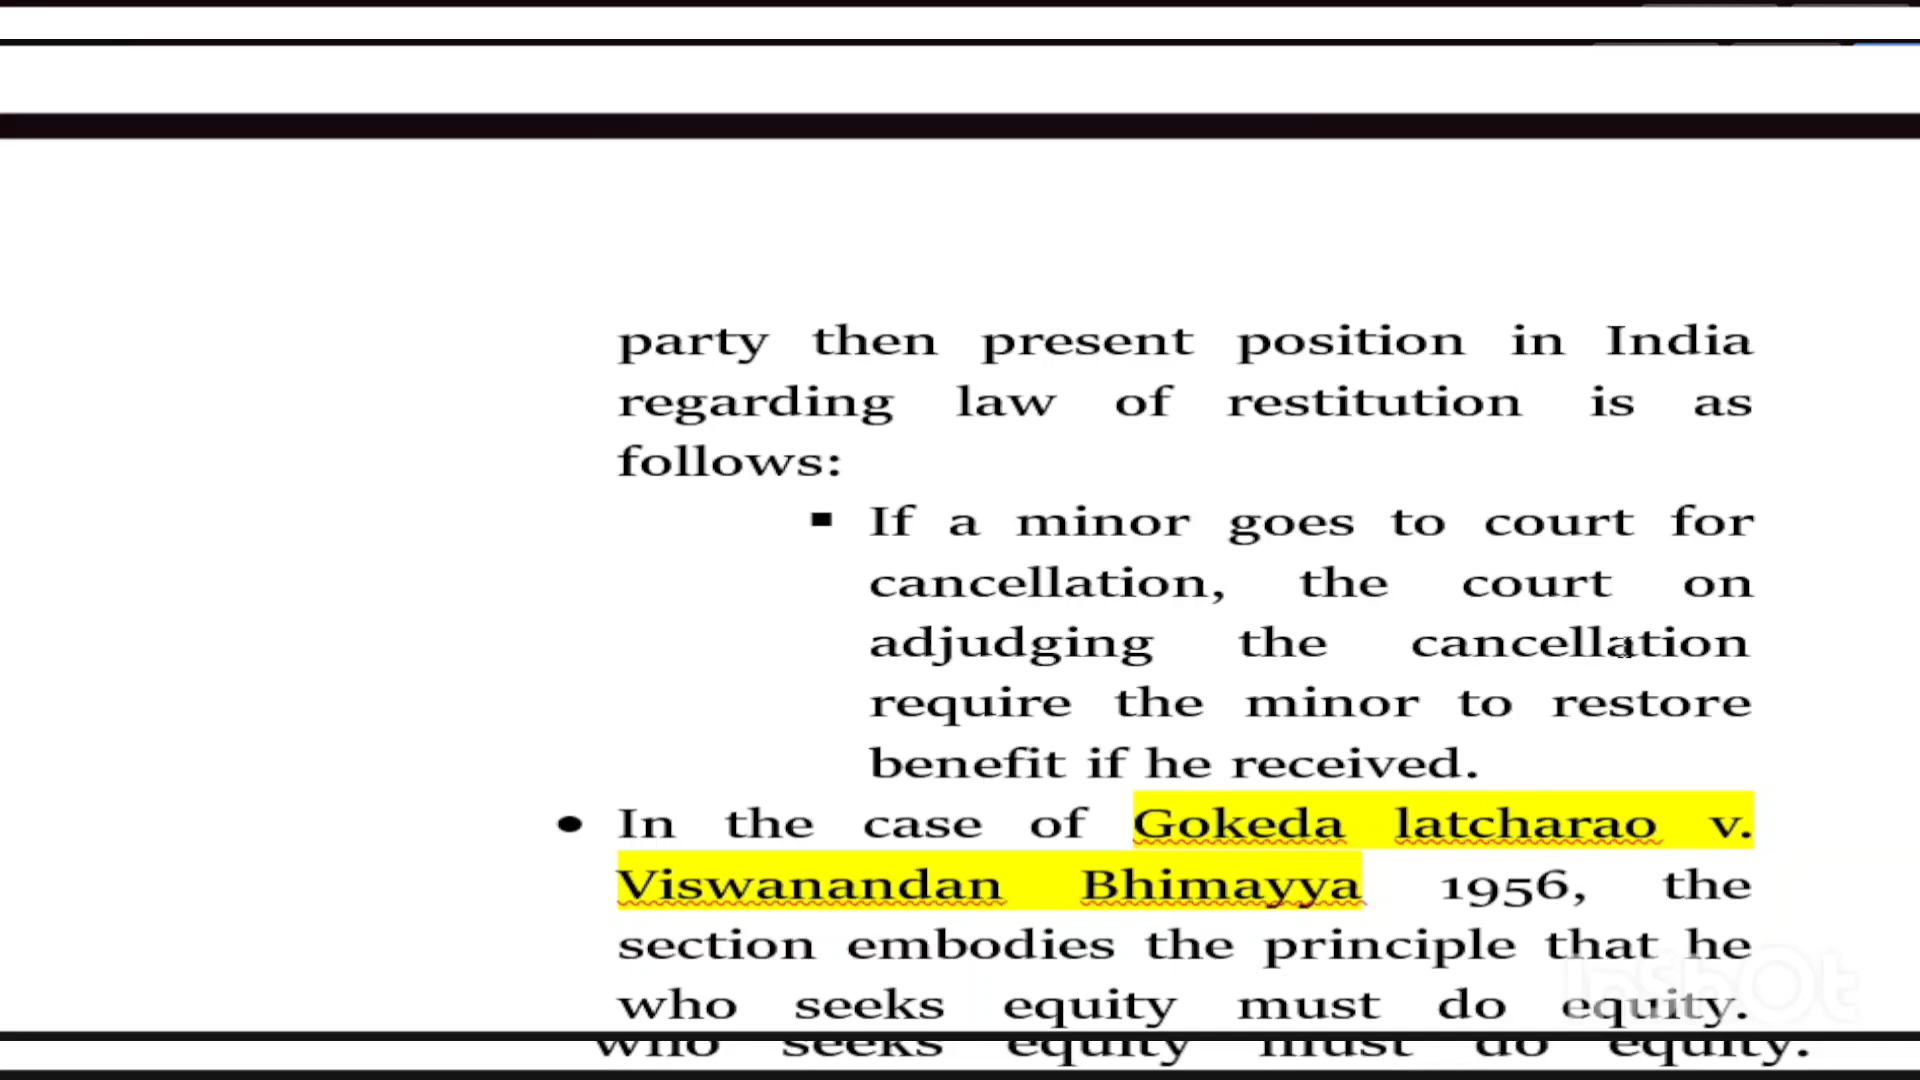 party then present position in India
regarding law of restitution is as
follows:
▪ If a minor goes to court for
cancellation, the court on
adjudging the cancellation
require the minor to restore
benefit if he received.
• In the case of Gokeda latcharao v.
Viswanandan Bhimayya 1956, the
section embodies the principle that he
who seeks equity must do equity.
who seeks equity must do equity.
InShOt